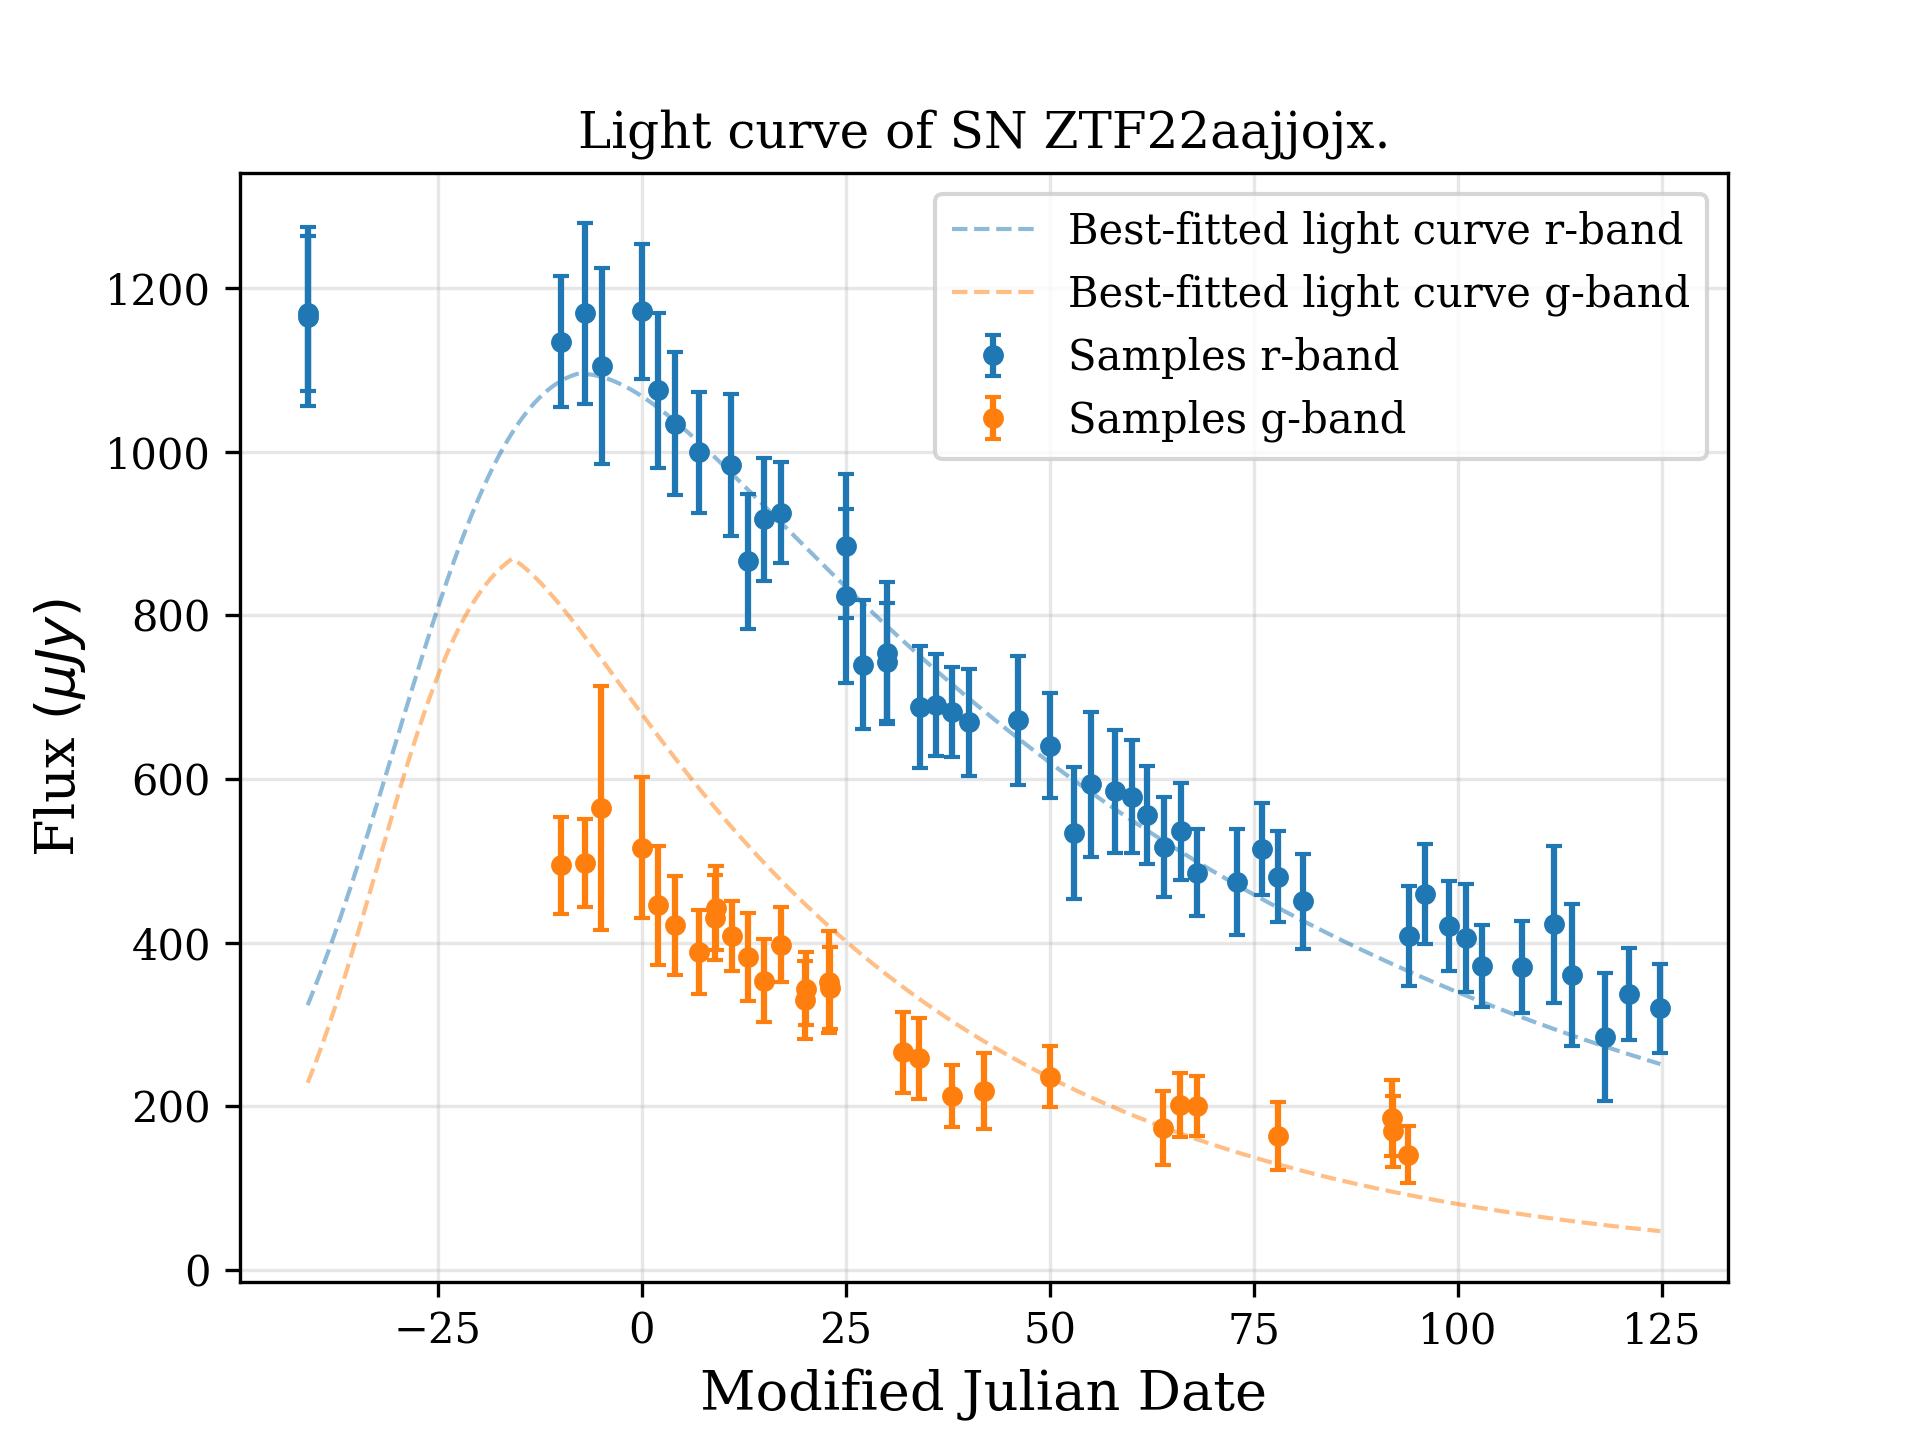 Light curve of SN ZTF22aajjojx.
Best-fitted light curve r-band
Best-fitted light curve g-band
Samples r-band
Samples g-band
1200
1000
800
600
400
200
0
Flux (μJy)
−25 0 25 50 75 100 125
Modified Julian Date